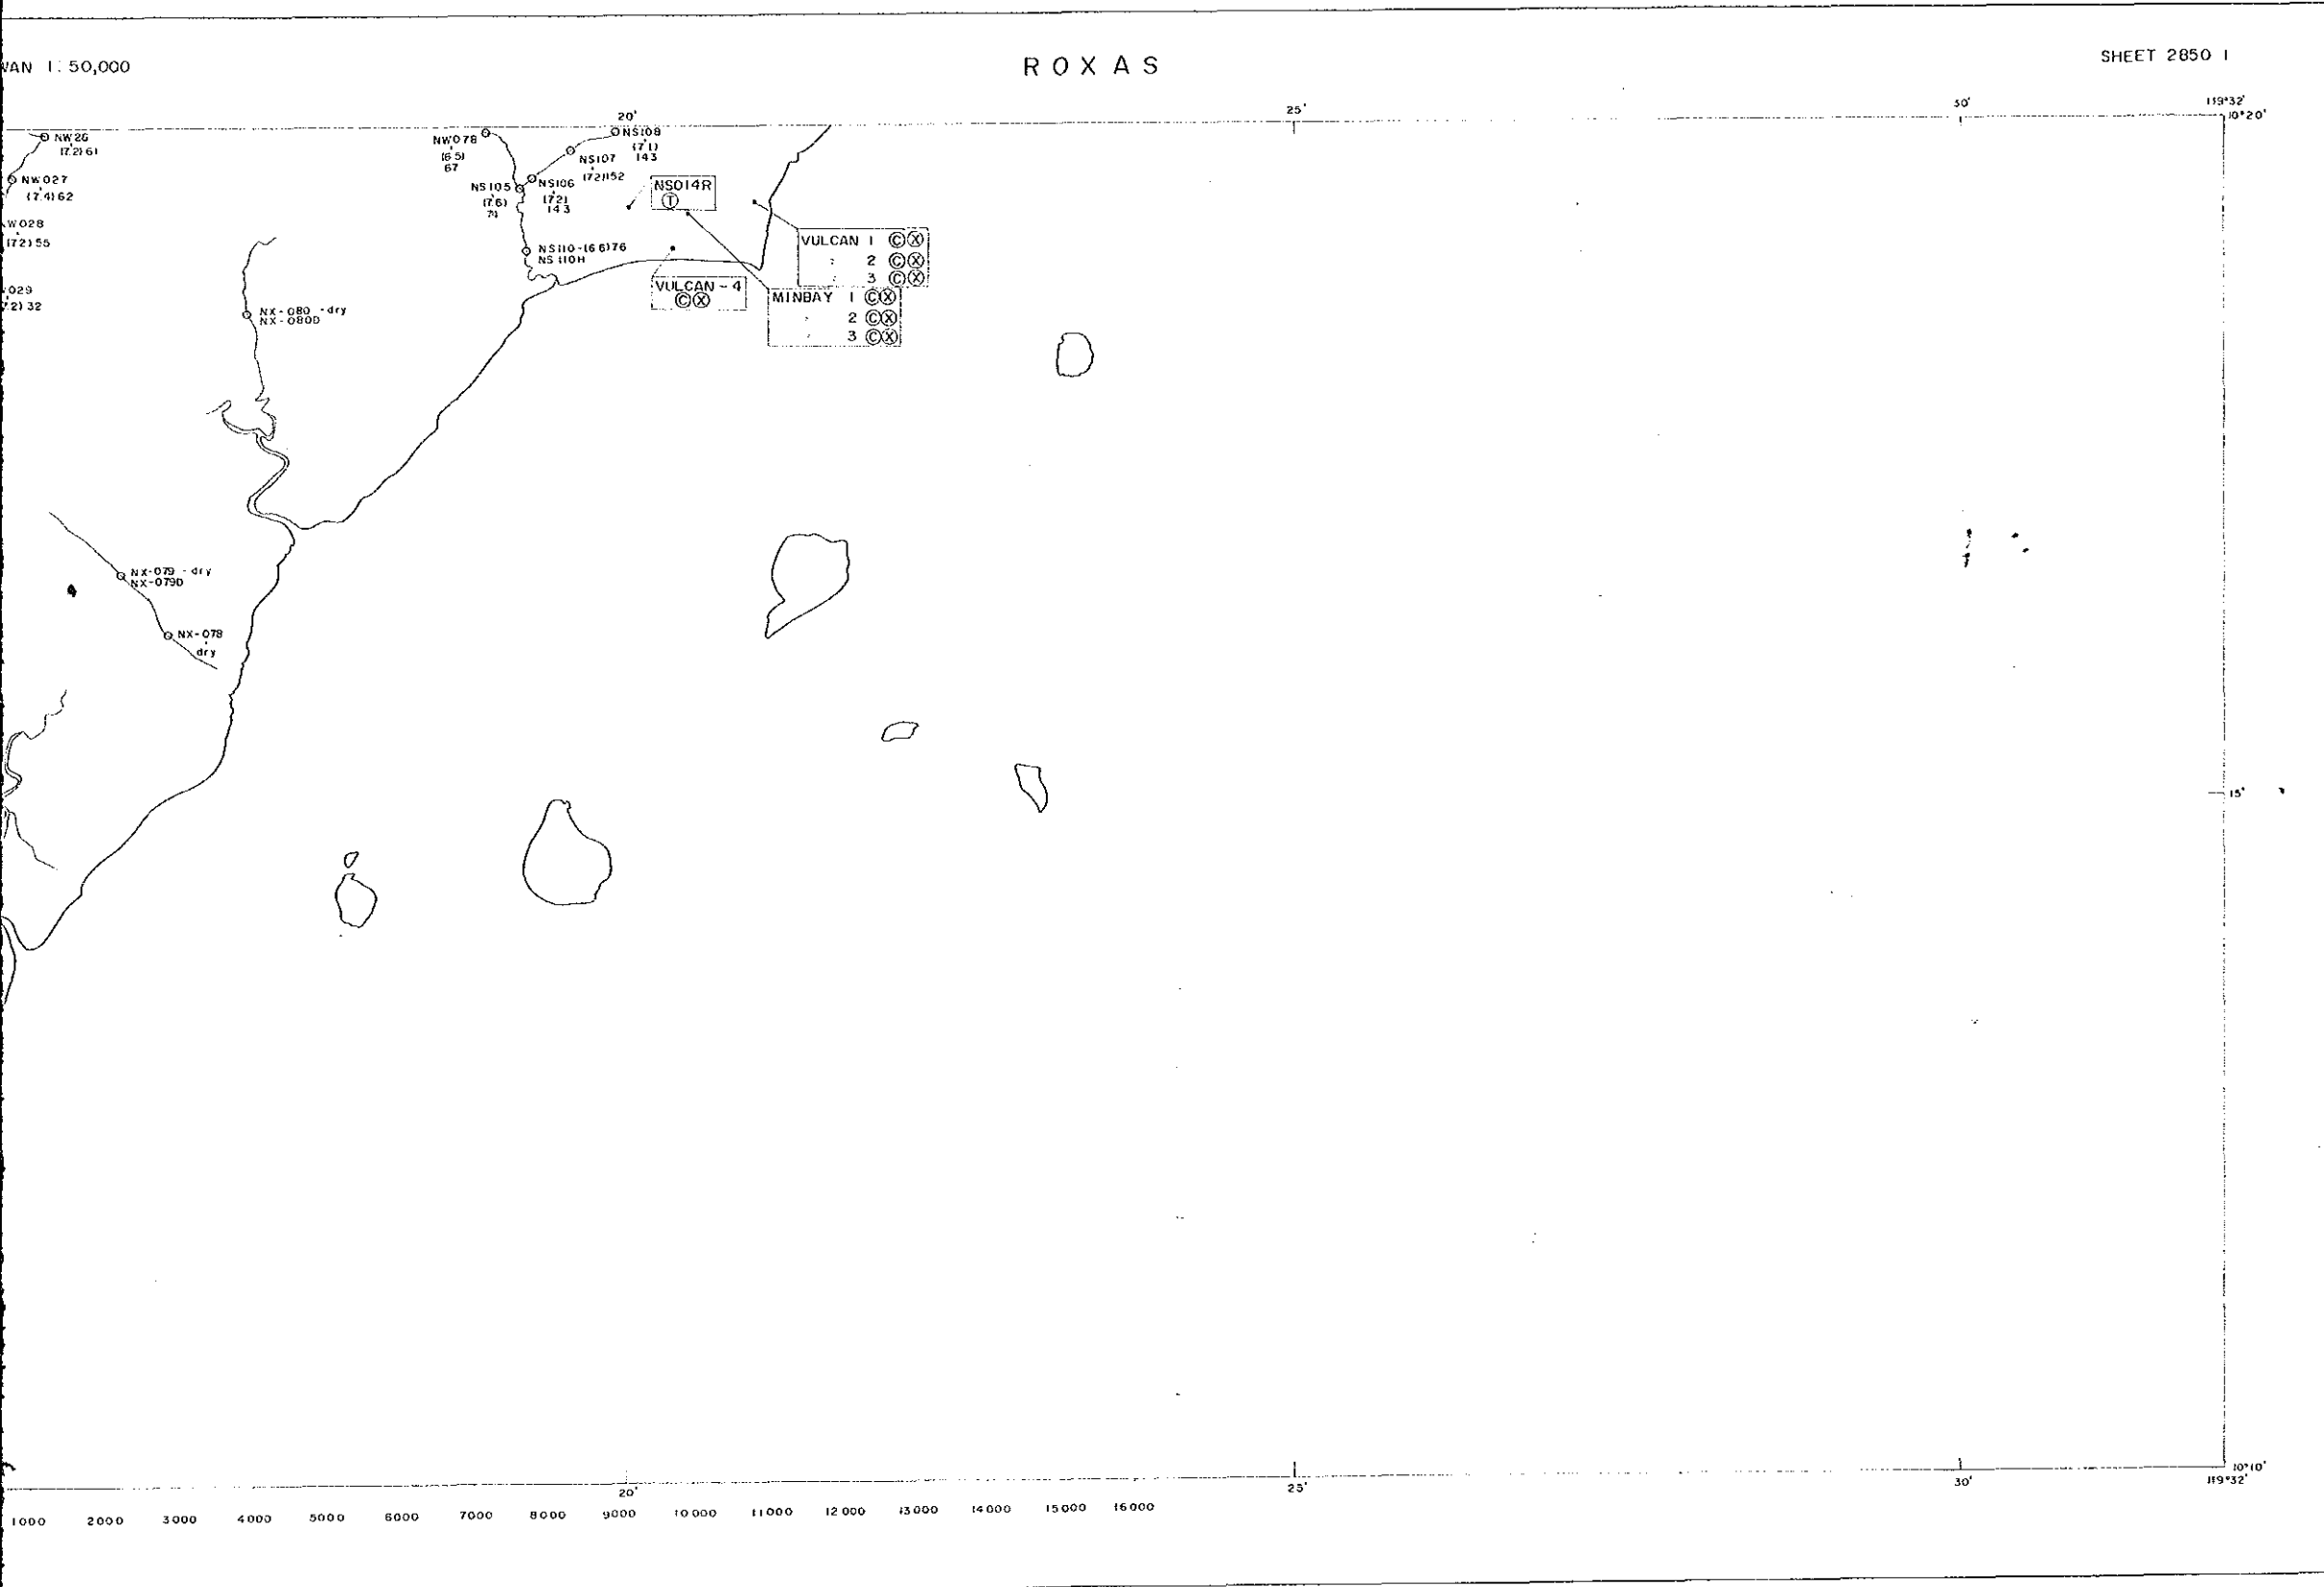 VAN 1:50,000
ROXAS
SHEET 2850 I
20'
25'
30'
119°32'
10°20'
NW26
(7.2)61
NW027
(7.4)62
W028
(7.2)55
029
7.2)32
NW078
(6.5)
67
NS108
(7.1)
143
NS107
(7.2)152
NS105
(7.6)
71
NS106
(7.2)
143
NS110-(6.6)76
NS110H
NS014R
T
VULCAN 1 C X
2 C X
3 C X
VULCAN-4
C X
MINBAY 1 C X
2 C X
3 C X
NX-080 -dry
NX-080D
NX-079 -dry
NX-079D
NX-078
dry
15'
10°10'
119°32'
20'
25'
30'
1000 2000 3000 4000 5000 6000 7000 8000 9000 10000 11000 12000 13000 14000 15000 16000